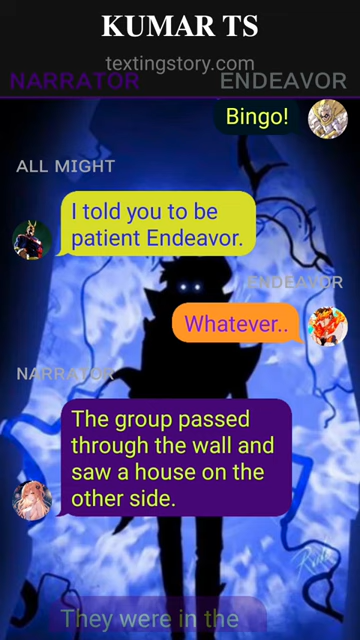 KUMAR TS
textingstory.com
NARRATOR ENDEAVOR
Bingo!
ALL MIGHT
I told you to be
patient Endeavor.
ENDEAVOR
Whatever..
NARRATOR
The group passed
through the wall and
saw a house on the
other side.
They were in the